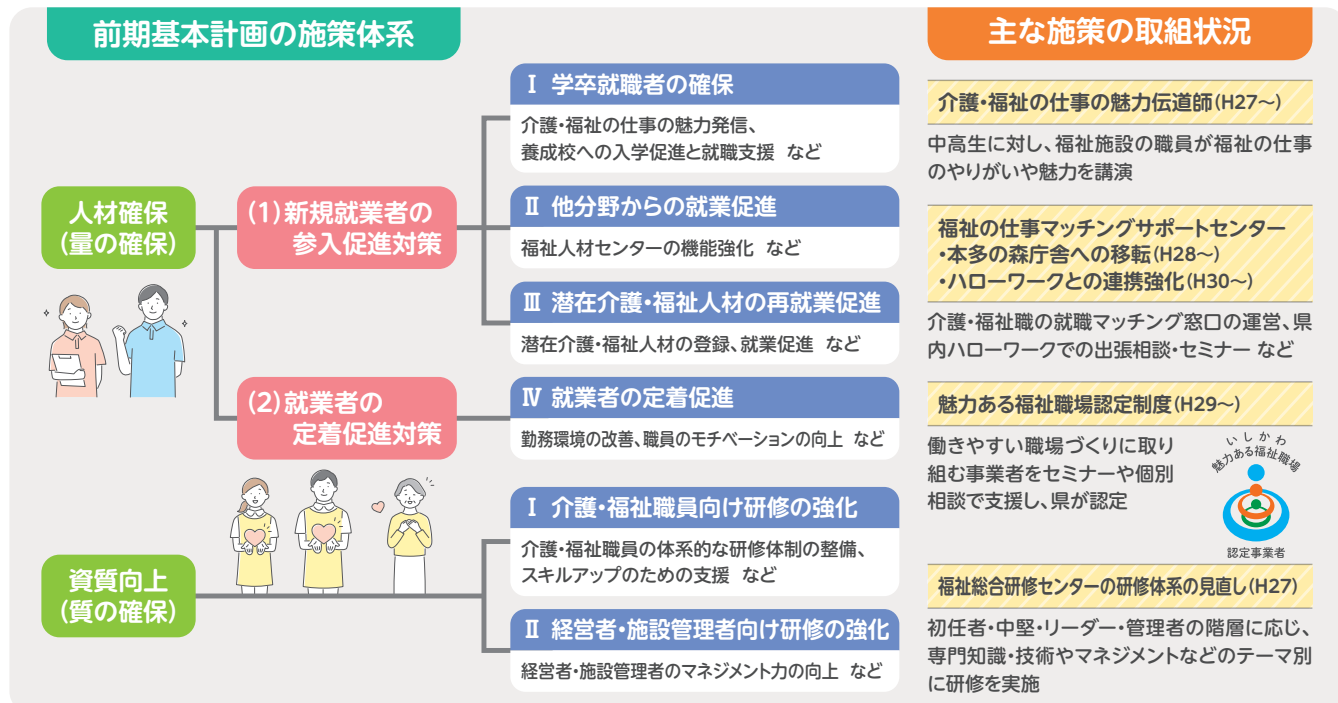 前期基本計画の施策体系
人材確保
(量の確保)
(1)新規就業者の
参入促進対策
Ⅰ 学卒就職者の確保
介護・福祉の仕事の魅力発信、
養成校への入学促進と就職支援 など
Ⅱ 他分野からの就業促進
福祉人材センターの機能強化 など
Ⅲ 潜在介護・福祉人材の再就業促進
潜在介護・福祉人材の登録、就業促進 など
(2)就業者の
定着促進対策
Ⅳ 就業者の定着促進
勤務環境の改善、職員のモチベーションの向上 など
資質向上
(質の確保)
Ⅰ 介護・福祉職員向け研修の強化
介護・福祉職員の体系的な研修体制の整備、
スキルアップのための支援 など
Ⅱ 経営者・施設管理者向け研修の強化
経営者・施設管理者のマネジメント力の向上 など
主な施策の取組状況
介護・福祉の仕事の魅力伝道師(H27〜)
中高生に対し、福祉施設の職員が福祉の仕事
のやりがいや魅力を講演
福祉の仕事マッチングサポートセンター
・本多の森庁舎への移転(H28〜)
・ハローワークとの連携強化(H30〜)
介護・福祉職の就職マッチング窓口の運営、県
内ハローワークでの出張相談・セミナー など
魅力ある福祉職場認定制度(H29〜)
働きやすい職場づくりに取り
組む事業者をセミナーや個別
相談で支援し、県が認定
いしかわ
魅力ある福祉職場
認定事業者
福祉総合研修センターの研修体系の見直し(H27)
初任者・中堅・リーダー・管理者の階層に応じ、
専門知識・技術やマネジメントなどのテーマ別
に研修を実施